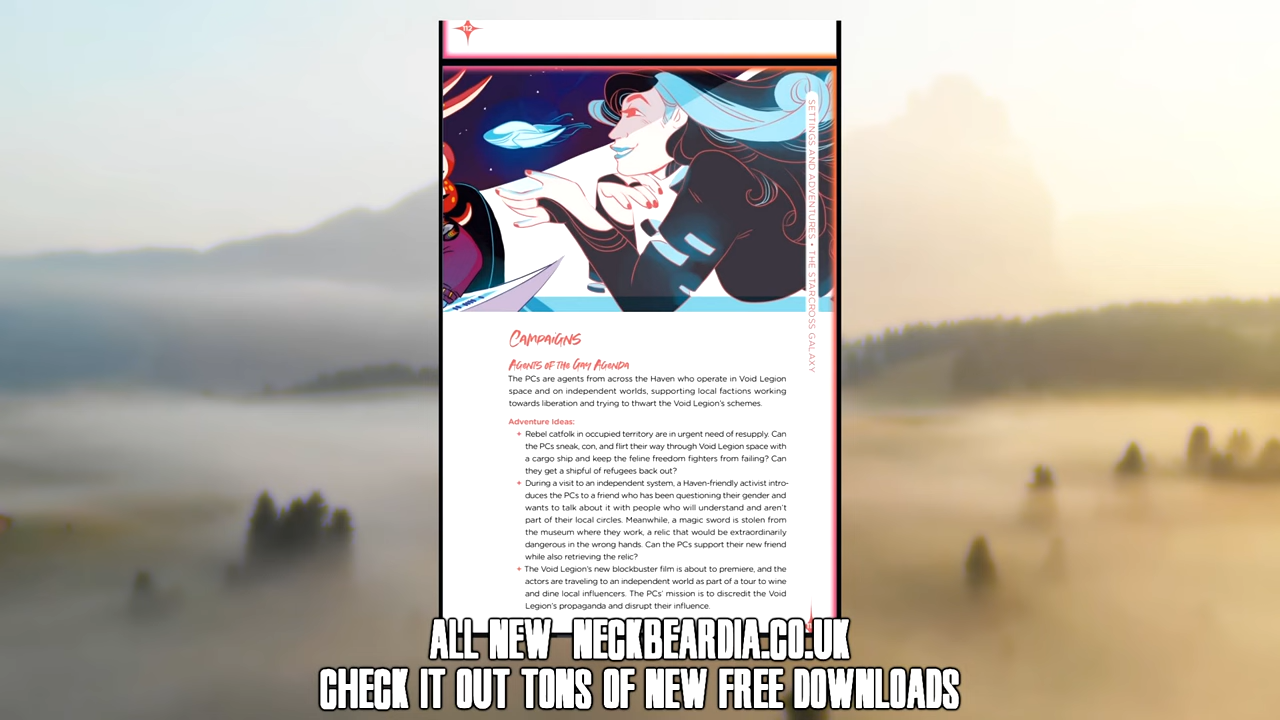 112
SETTINGS AND ADVENTURES • THE STARCROSS GALAXY
Campaigns
Agents of the Gay Agenda
The PCs are agents from across the Haven who operate in Void Legion
space and on independent worlds, supporting local factions working
towards liberation and trying to thwart the Void Legion's schemes.
Adventure Ideas:
Rebel catfolk in occupied territory are in urgent need of resupply. Can
the PCs sneak, con, and flirt their way through Void Legion space with
a cargo ship and keep the feline freedom fighters from failing? Can
they get a shipful of refugees back out?
During a visit to an independent system, a Haven-friendly activist intro-
duces the PCs to a friend who has been questioning their gender and
wants to talk about it with people who will understand and aren't
part of their local circles. Meanwhile, a magic sword is stolen from
the museum where they work, a relic that would be extraordinarily
dangerous in the wrong hands. Can the PCs support their new friend
while also retrieving the relic?
The Void Legion's new blockbuster film is about to premiere, and the
actors are traveling to an independent world as part of a tour to wine
and dine local influencers. The PCs' mission is to discredit the Void
Legion's propaganda and disrupt their influence.
ALL NEW NECKBEARDIA.CO.UK
CHECK IT OUT TONS OF NEW FREE DOWNLOADS